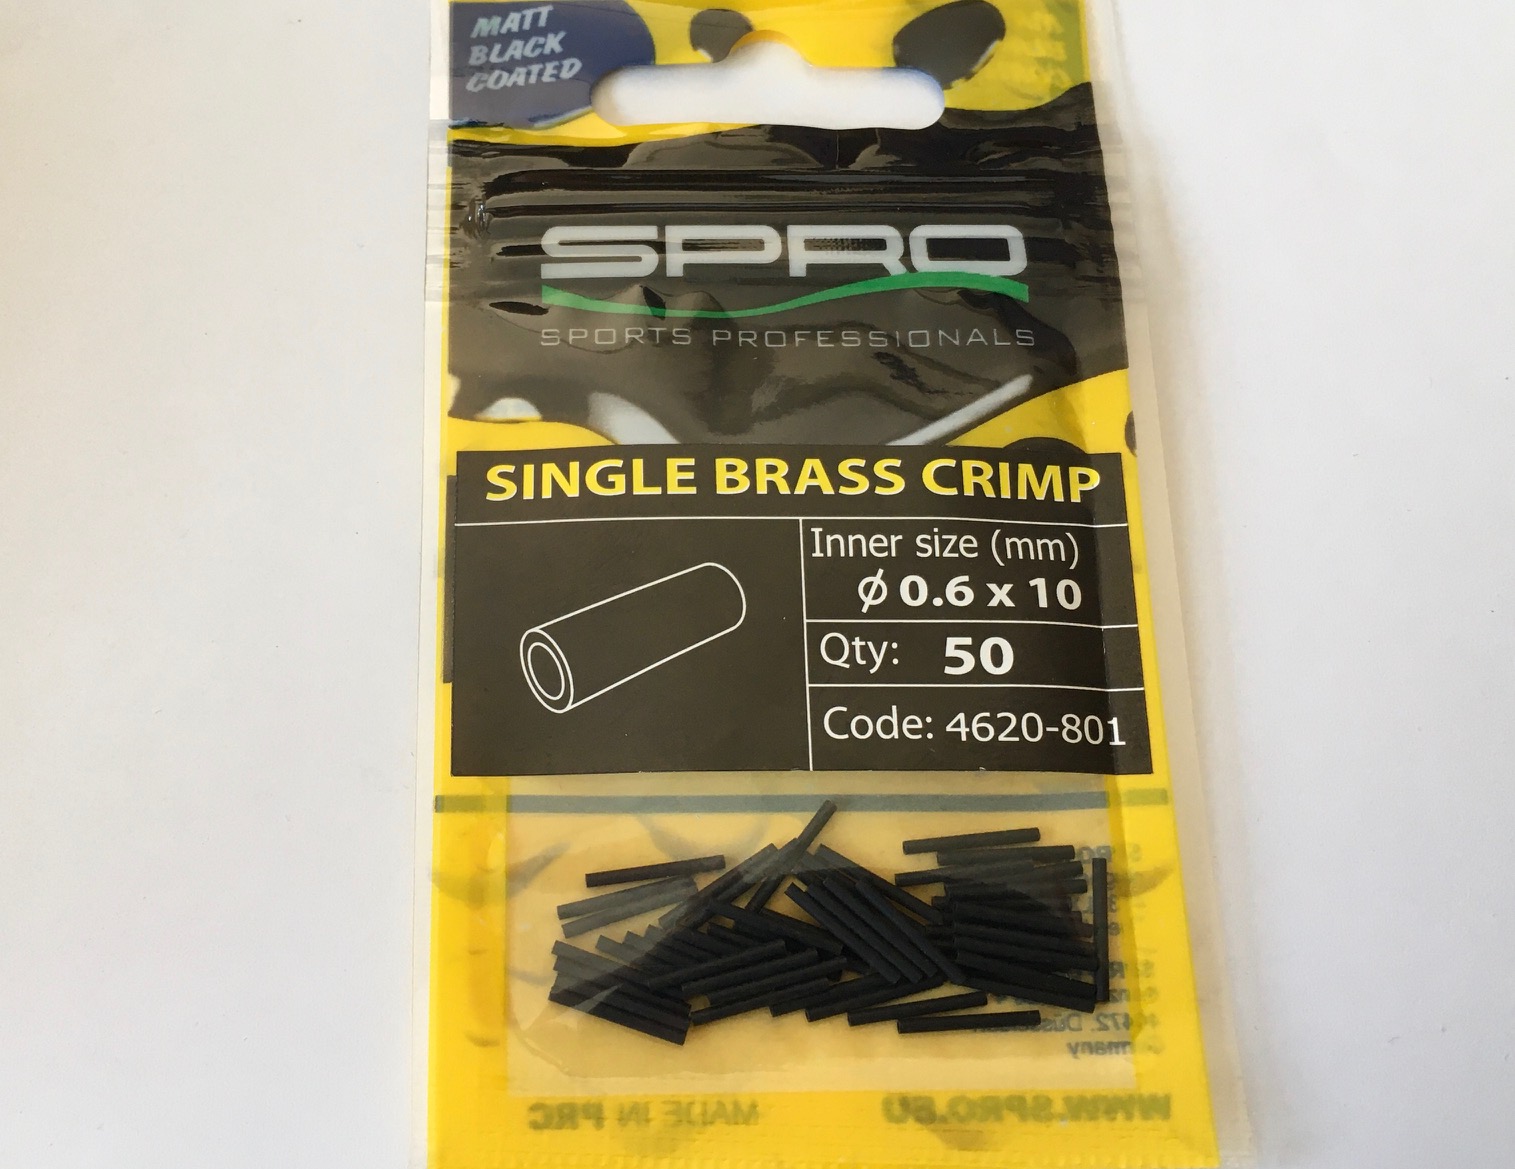 MATT
BLACK
COATED
SPRO
SPORTS PROFESSIONALS
SINGLE BRASS CRIMP
Inner size (mm)
ϕ 0.6 x 10
Qty: 50
Code: 4620-801
Germany
MADE IN PRC
WWW.SPRO.EU